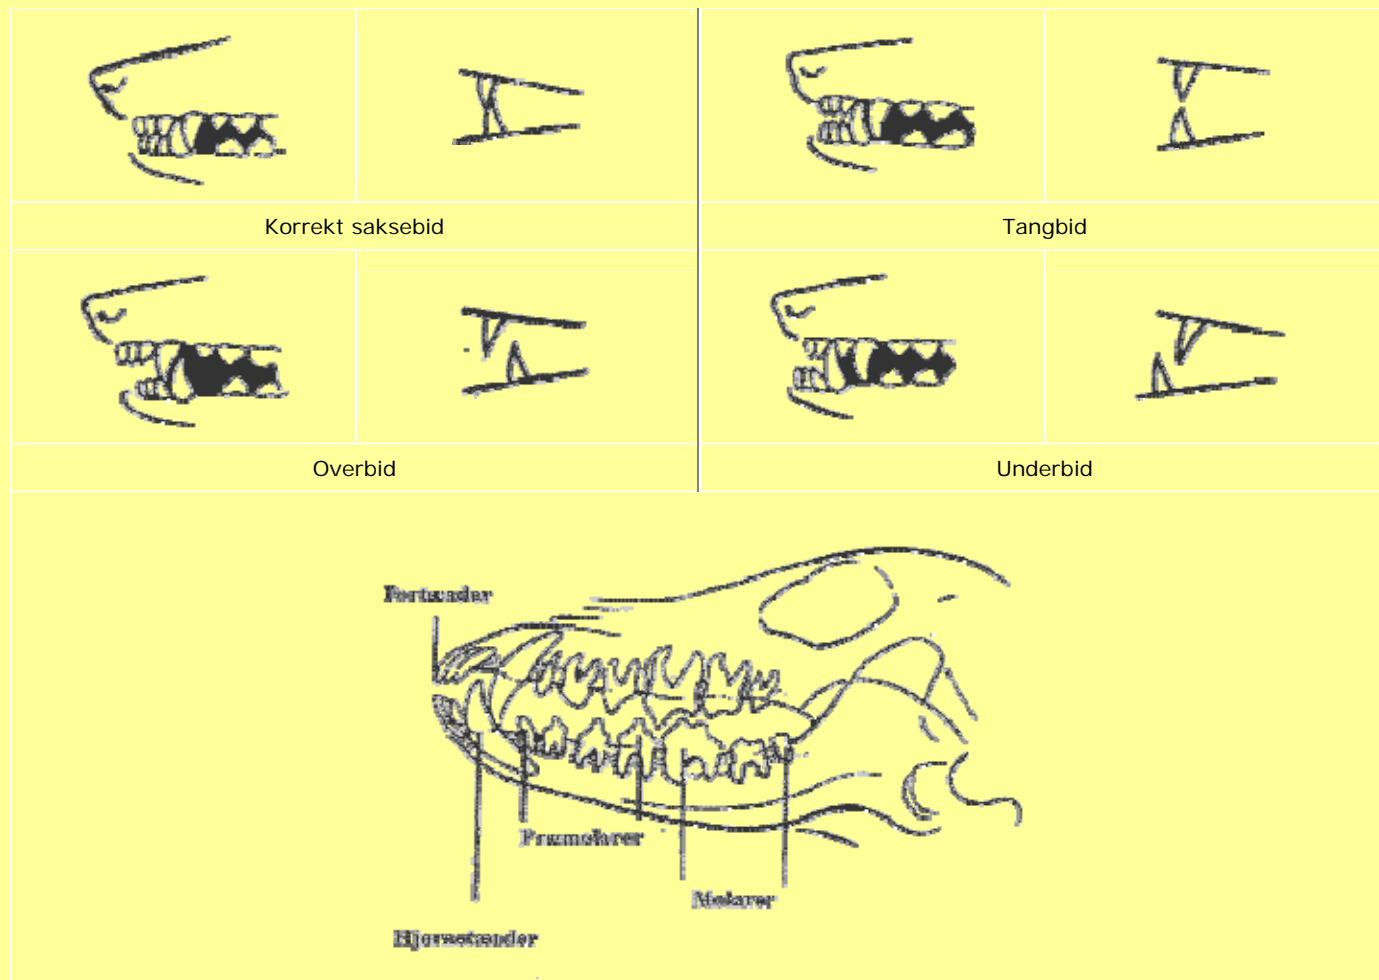 Korrekt saksebid
Tangbid
Overbid
Underbid
Fortænder
Præmolarer
Molarer
Hjørnetænder